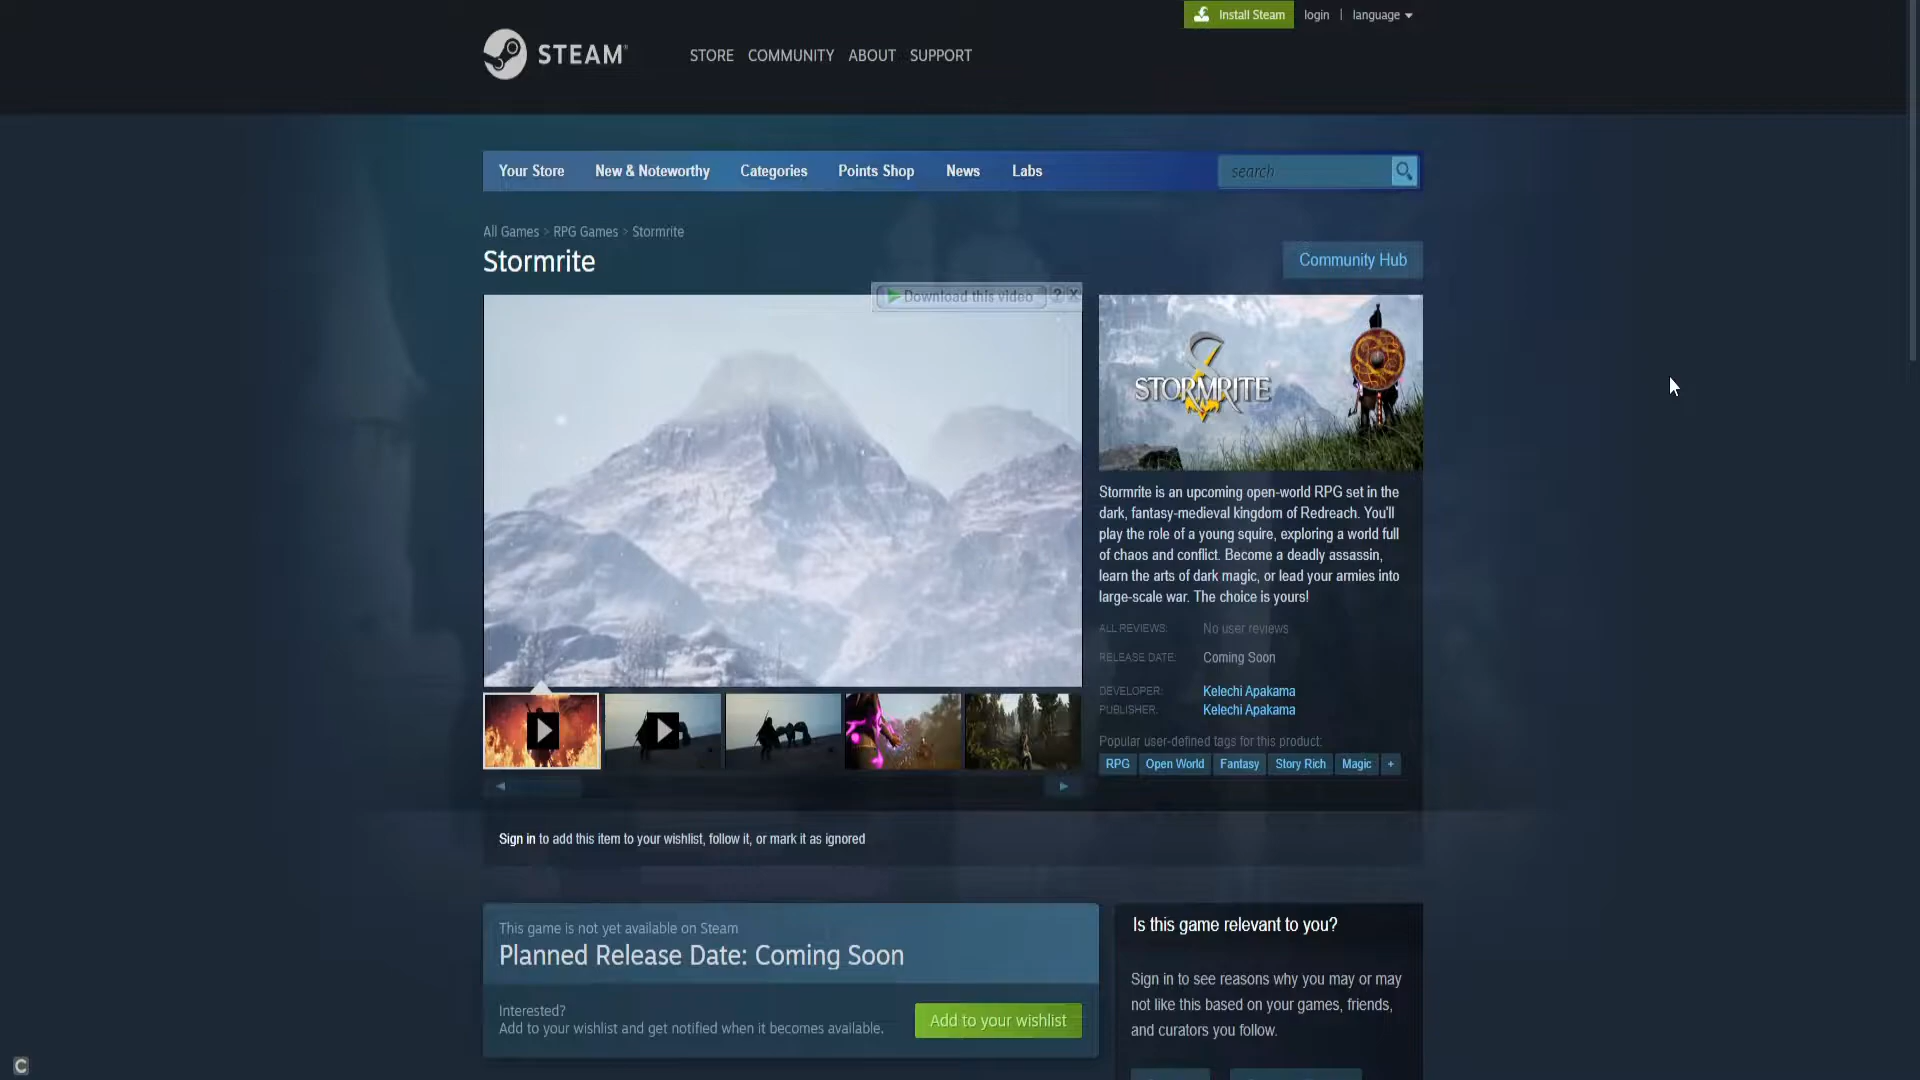 Install Steam login | language
STEAM®
STORE COMMUNITY ABOUT SUPPORT
Your Store New & Noteworthy Categories Points Shop News Labs search
All Games > RPG Games > Stormrite
Stormrite
Community Hub
Download this video ? X
STORMRITE
Stormrite is an upcoming open-world RPG set in the
dark, fantasy-medieval kingdom of Redreach. You'll
play the role of a young squire, exploring a world full
of chaos and conflict. Become a deadly assassin,
learn the arts of dark magic, or lead your armies into
large-scale war. The choice is yours!
ALL REVIEWS: No user reviews
RELEASE DATE: Coming Soon
DEVELOPER: Kelechi Apakama
PUBLISHER: Kelechi Apakama
Popular user-defined tags for this product:
RPG Open World Fantasy Story Rich Magic +
Sign in to add this item to your wishlist, follow it, or mark it as ignored
This game is not yet available on Steam
Planned Release Date: Coming Soon
Interested?
Add to your wishlist and get notified when it becomes available.
Add to your wishlist
Is this game relevant to you?
Sign in to see reasons why you may or may
not like this based on your games, friends,
and curators you follow.
C